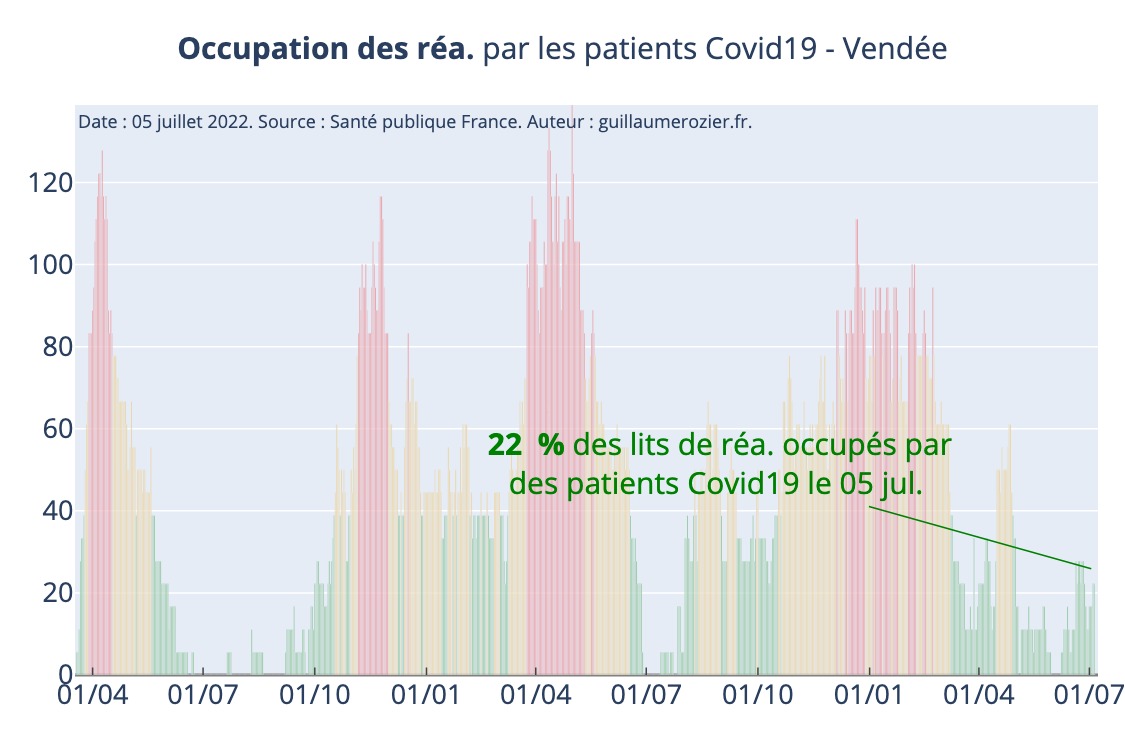 Occupation des réa. par les patients Covid19 - Vendée
Date : 05 juillet 2022. Source : Santé publique France. Auteur : guillaumerozier.fr.
120
100
80
60
22 % des lits de réa. occupés par
des patients Covid19 le 05 jul.
40
20
0
01/04 01/07 01/10 01/01 01/04 01/07 01/10 01/01 01/04 01/07